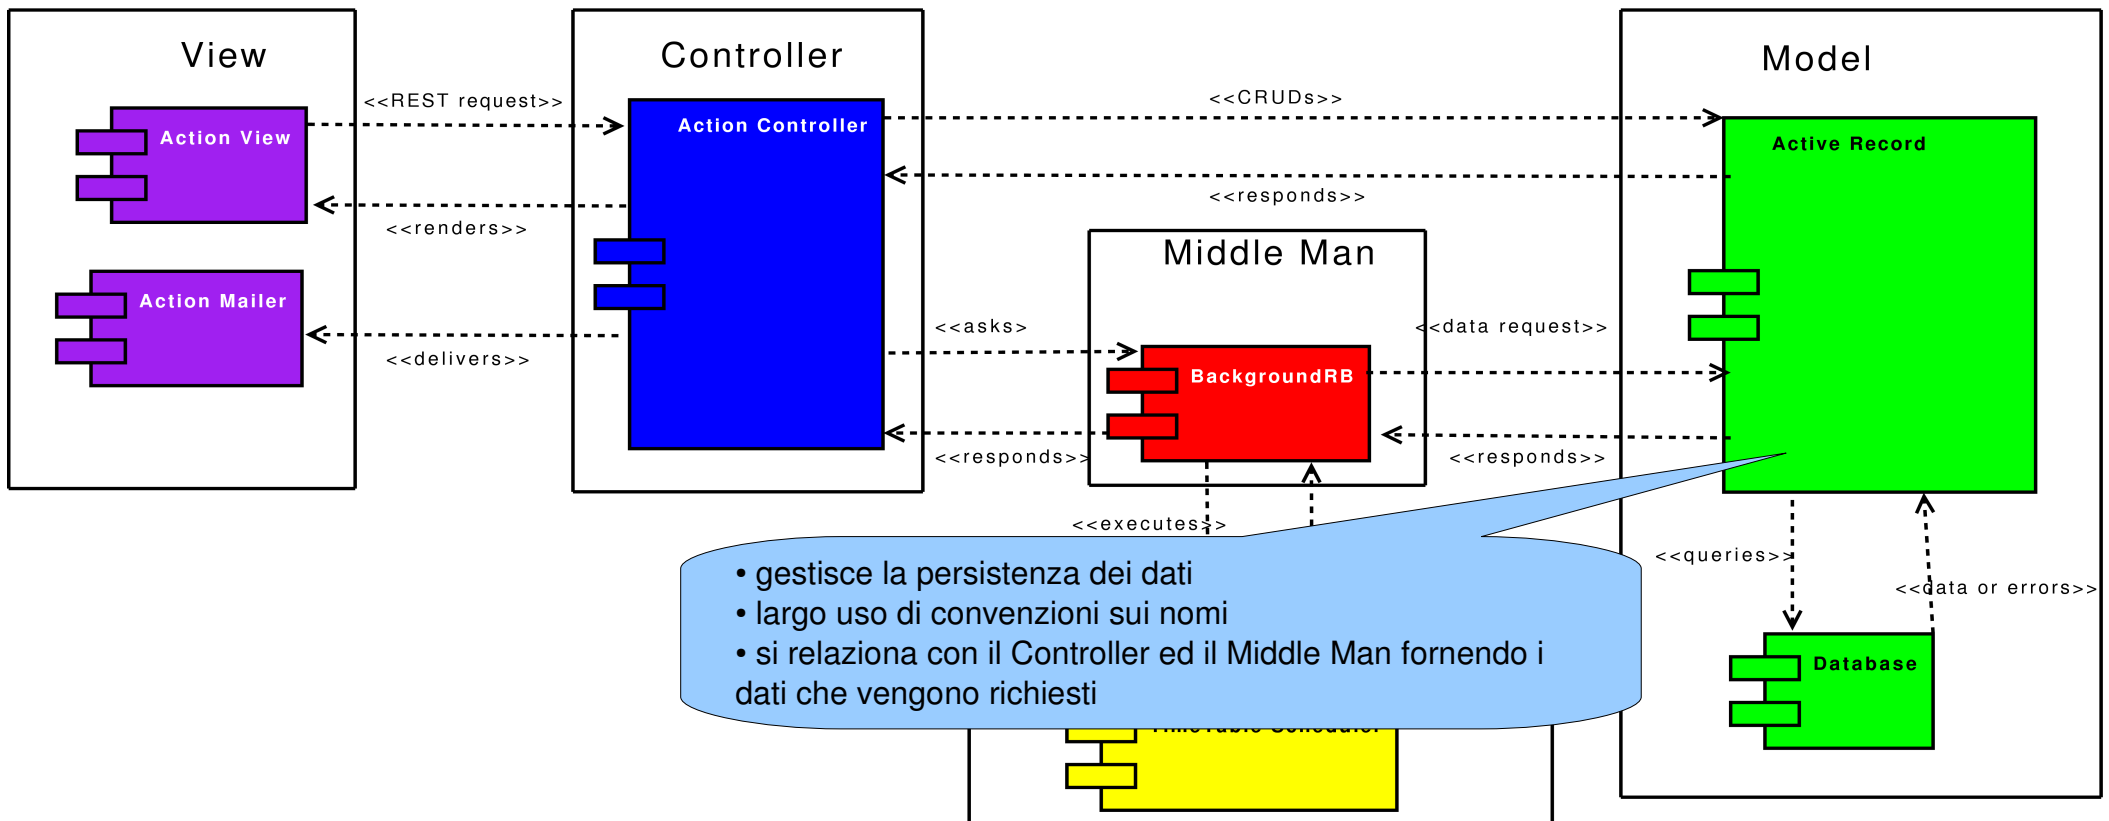 View
Controller
Model
<<REST request>>
<<CRUDs>>
Action View
Action Controller
Active Record
<<renders>>
<<responds>>
Middle Man
Action Mailer
<<delivers>>
<<asks>
<<data request>>
BackgroundRB
<<responds>>
<<responds>>
<<executes>>
<<queries>>
<<data or errors>>
• gestisce la persistenza dei dati
• largo uso di convenzioni sui nomi
• si relaziona con il Controller ed il Middle Man fornendo i
dati che vengono richiesti
Database
TimeTable Scheduler